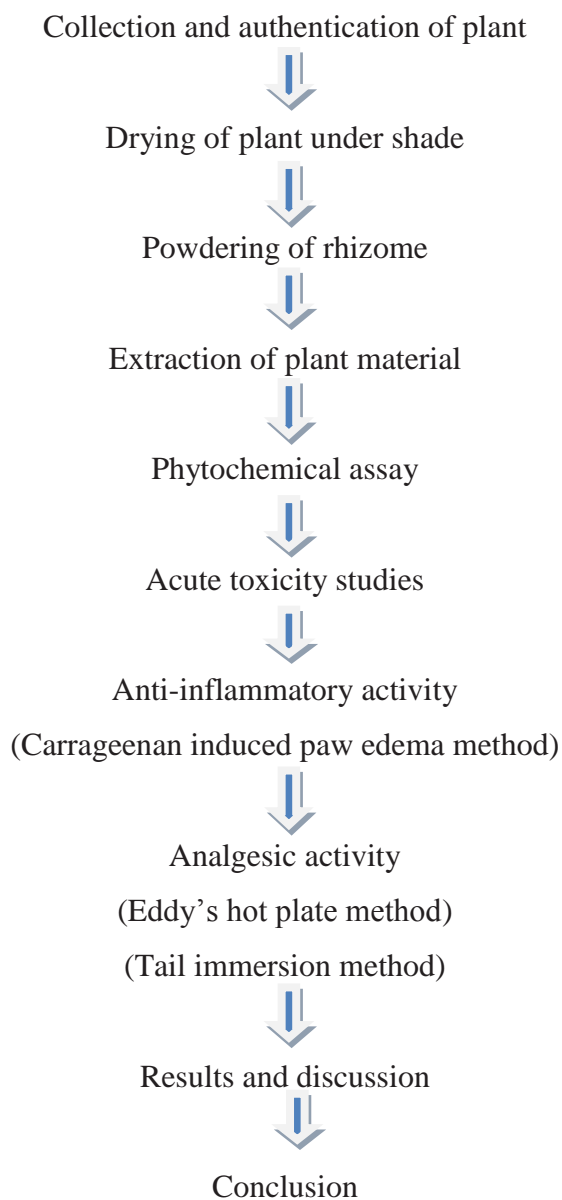 Collection and authentication of plant
Drying of plant under shade
Powdering of rhizome
Extraction of plant material
Phytochemical assay
Acute toxicity studies
Anti-inflammatory activity
(Carrageenan induced paw edema method)
Analgesic activity
(Eddy’s hot plate method)
(Tail immersion method)
Results and discussion
Conclusion